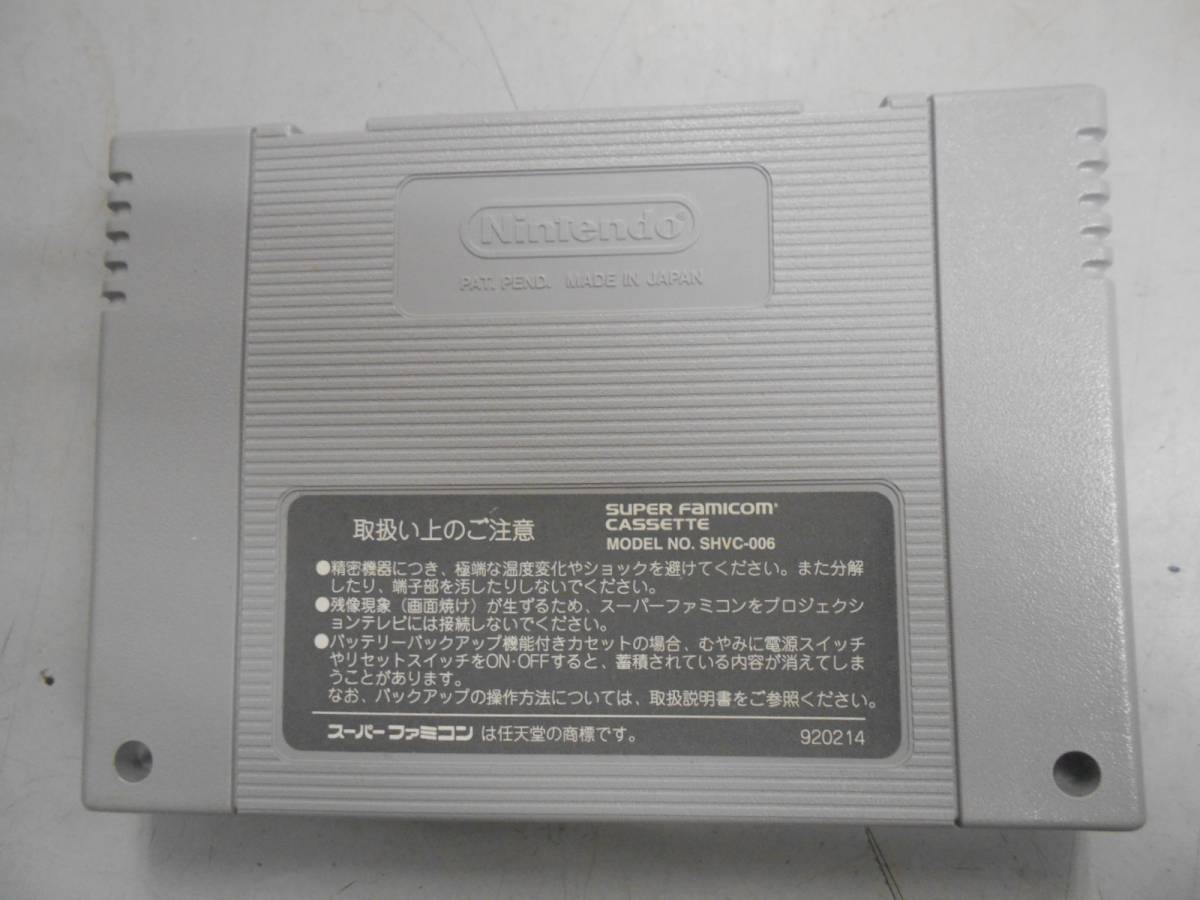 Nintendo®
PAT. PEND. MADE IN JAPAN
取扱い上のご注意
SUPER FAMICOM
CASSETTE
MODEL NO. SHVC-006
●精密機器につき、極端な温度変化やショックを避けてください。また分解
したり、端子部を汚したりしないでください。
●残像現象（画面焼け）が生ずるため、スーパーファミコンをプロジェクシ
ョンテレビには接続しないでください。
●バッテリーバックアップ機能付きカセットの場合、むやみに電源スイッチ
やリセットスイッチをON·OFFすると、蓄積されている内容が消えてしま
うことがあります。
なお、バックアップの操作方法については、取扱説明書をご参照ください。
スーパーファミコン は任天堂の商標です。 920214